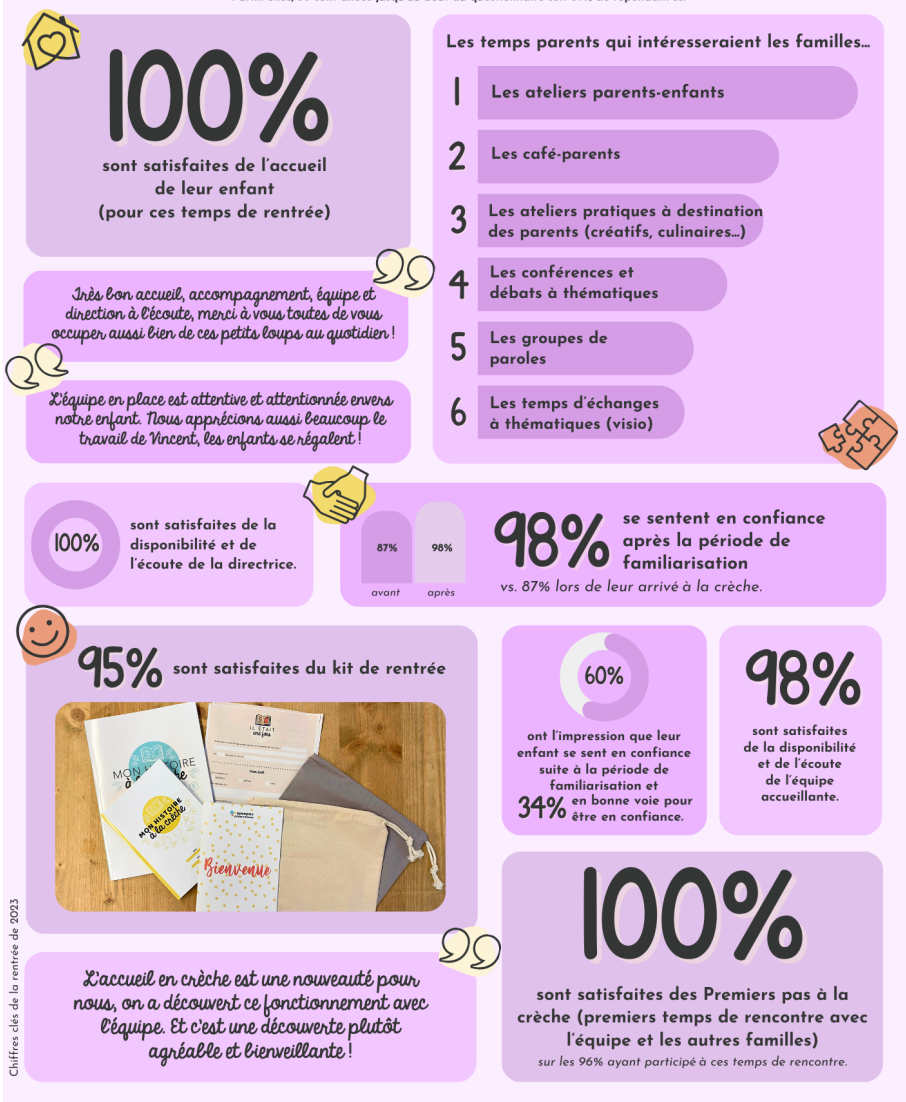 100%
sont satisfaites de l'accueil
de leur enfant
(pour ces temps de rentrée)
Les temps parents qui intéresseraient les familles...
1 Les ateliers parents-enfants
2 Les café-parents
3 Les ateliers pratiques à destination
des parents (créatifs, culinaires...)
4 Les conférences et
débats à thématiques
5 Les groupes de
paroles
6 Les temps d'échanges
à thématiques (visio)
Très bon accueil, accompagnement, équipe et
direction à l'écoute, merci à vous toutes de vous
occuper aussi bien de ces petits loups au quotidien !
L'équipe en place est attentive et attentionnée envers
notre enfant. Nous apprécions aussi beaucoup le
travail de Vincent, les enfants se régalent !
100%
sont satisfaites de la
disponibilité et de
l'écoute de la directrice.
87% 98%
avant après
98%
se sentent en confiance
après la période de
familiarisation
vs. 87% lors de leur arrivé à la crèche.
95% sont satisfaites du kit de rentrée
IL ÉTAIT
une fois
MON HISTOIRE
MON HISTOIRE
à la crèche
Bienvenue
60%
ont l'impression que leur
enfant se sent en confiance
suite à la période de
familiarisation et
34% en bonne voie pour
être en confiance.
98%
sont satisfaites
de la disponibilité
et de l'écoute
de l'équipe
accueillante.
L'accueil en crèche est une nouveauté pour
nous, on a découvert ce fonctionnement avec
l'équipe. Et c'est une découverte plutôt
agréable et bienveillante !
100%
sont satisfaites des Premiers pas à la
crèche (premiers temps de rencontre avec
l'équipe et les autres familles)
sur les 96% ayant participé à ces temps de rencontre.
Chiffres clés de la rentrée de 2023